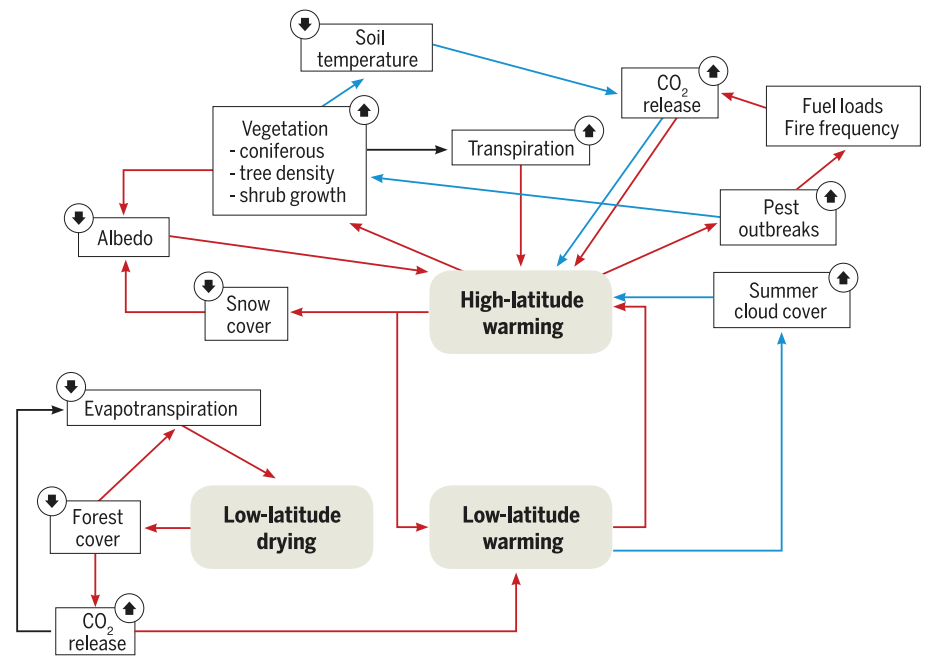 Soil
temperature
CO₂
release
Fuel loads
Fire frequency
Vegetation
- coniferous
- tree density
- shrub growth
Transpiration
Pest
outbreaks
Albedo
Snow
cover
High-latitude
warming
Summer
cloud cover
Evapotranspiration
Forest
cover
Low-latitude
drying
Low-latitude
warming
CO₂
release